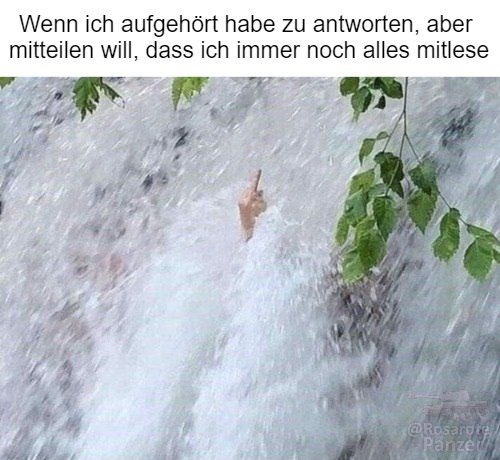 Wenn ich aufgehört habe zu antworten, aber
mitteilen will, dass ich immer noch alles mitlese
@Rosarote
Panzer